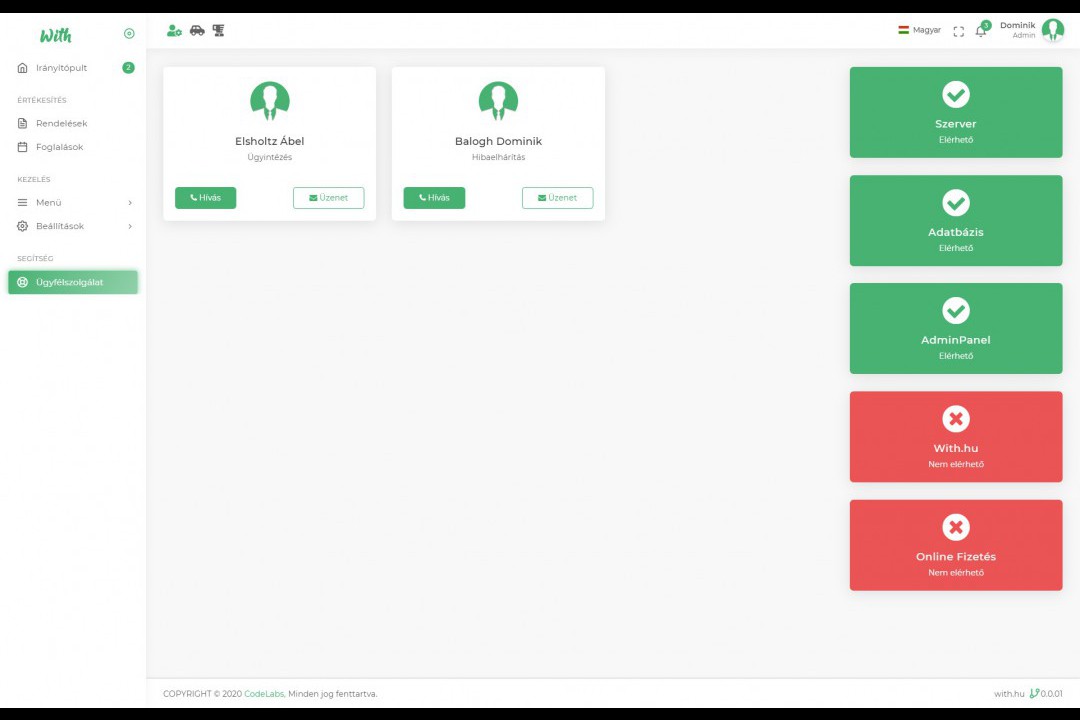 With
Irányítópult
2
ÉRTÉKESÍTÉS
Rendelések
Foglalások
KEZELÉS
Menü
Beállítások
SEGÍTSÉG
Ügyfélszolgálat
Magyar
3
Dominik
Admin
Elsholtz Ábel
Ügyintézés
Hívás
Üzenet
Balogh Dominik
Hibaelhárítás
Hívás
Üzenet
Szerver
Elérhető
Adatbázis
Elérhető
AdminPanel
Elérhető
With.hu
Nem elérhető
Online Fizetés
Nem elérhető
COPYRIGHT © 2020 CodeLabs, Minden jog fenttartva.
with.hu 0.0.01